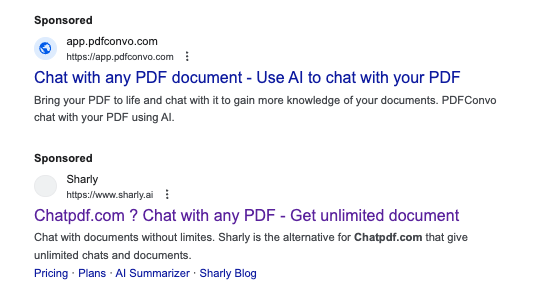 Sponsored
app.pdfconvo.com
https://app.pdfconvo.com
Chat with any PDF document - Use AI to chat with your PDF
Bring your PDF to life and chat with it to gain more knowledge of your documents. PDFConvo
chat with your PDF using AI.
Sponsored
Sharly
https://www.sharly.ai
Chatpdf.com ? Chat with any PDF - Get unlimited document
Chat with documents without limites. Sharly is the alternative for Chatpdf.com that give
unlimited chats and documents.
Pricing · Plans · AI Summarizer · Sharly Blog